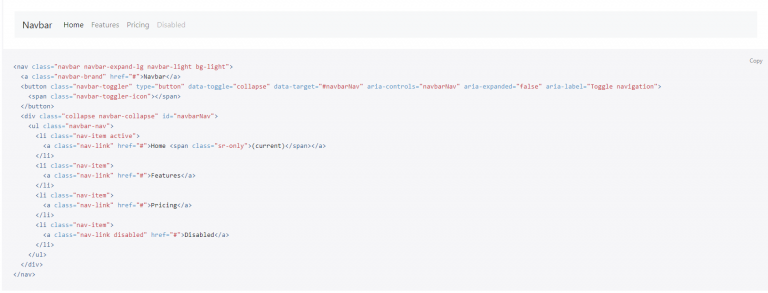 Navbar Home Features Pricing Disabled
Copy
<nav class="navbar navbar-expand-lg navbar-light bg-light">
  <a class="navbar-brand" href="#">Navbar</a>
  <button class="navbar-toggler" type="button" data-toggle="collapse" data-target="#navbarNav" aria-controls="navbarNav" aria-expanded="false" aria-label="Toggle navigation">
    <span class="navbar-toggler-icon"></span>
  </button>
  <div class="collapse navbar-collapse" id="navbarNav">
    <ul class="navbar-nav">
      <li class="nav-item active">
        <a class="nav-link" href="#">Home <span class="sr-only">(current)</span></a>
      </li>
      <li class="nav-item">
        <a class="nav-link" href="#">Features</a>
      </li>
      <li class="nav-item">
        <a class="nav-link" href="#">Pricing</a>
      </li>
      <li class="nav-item">
        <a class="nav-link disabled" href="#">Disabled</a>
      </li>
    </ul>
  </div>
</nav>